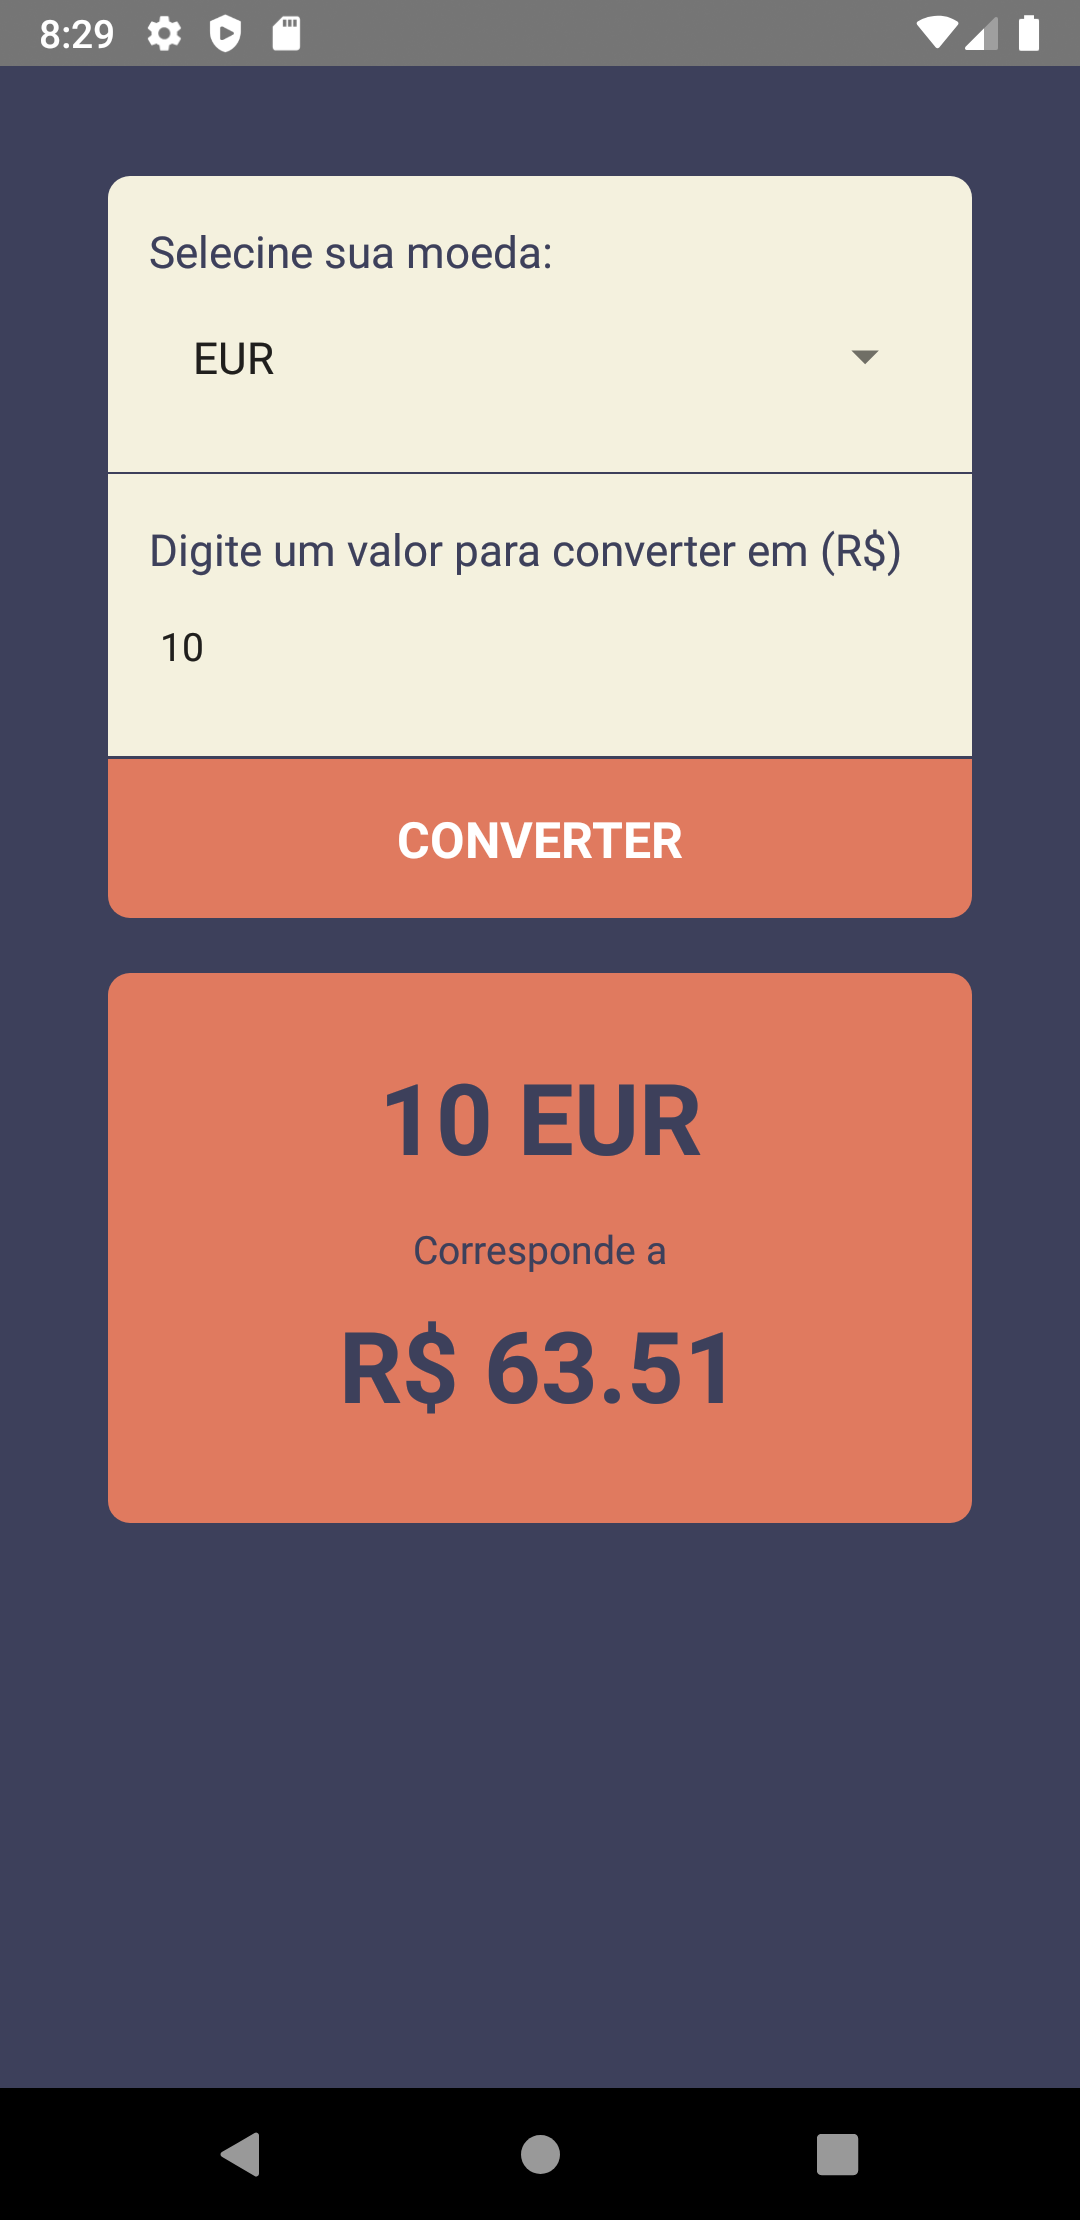 8:29
Selecine sua moeda:
EUR
Digite um valor para converter em (R$)
10
CONVERTER
10 EUR
Corresponde a
R$ 63.51